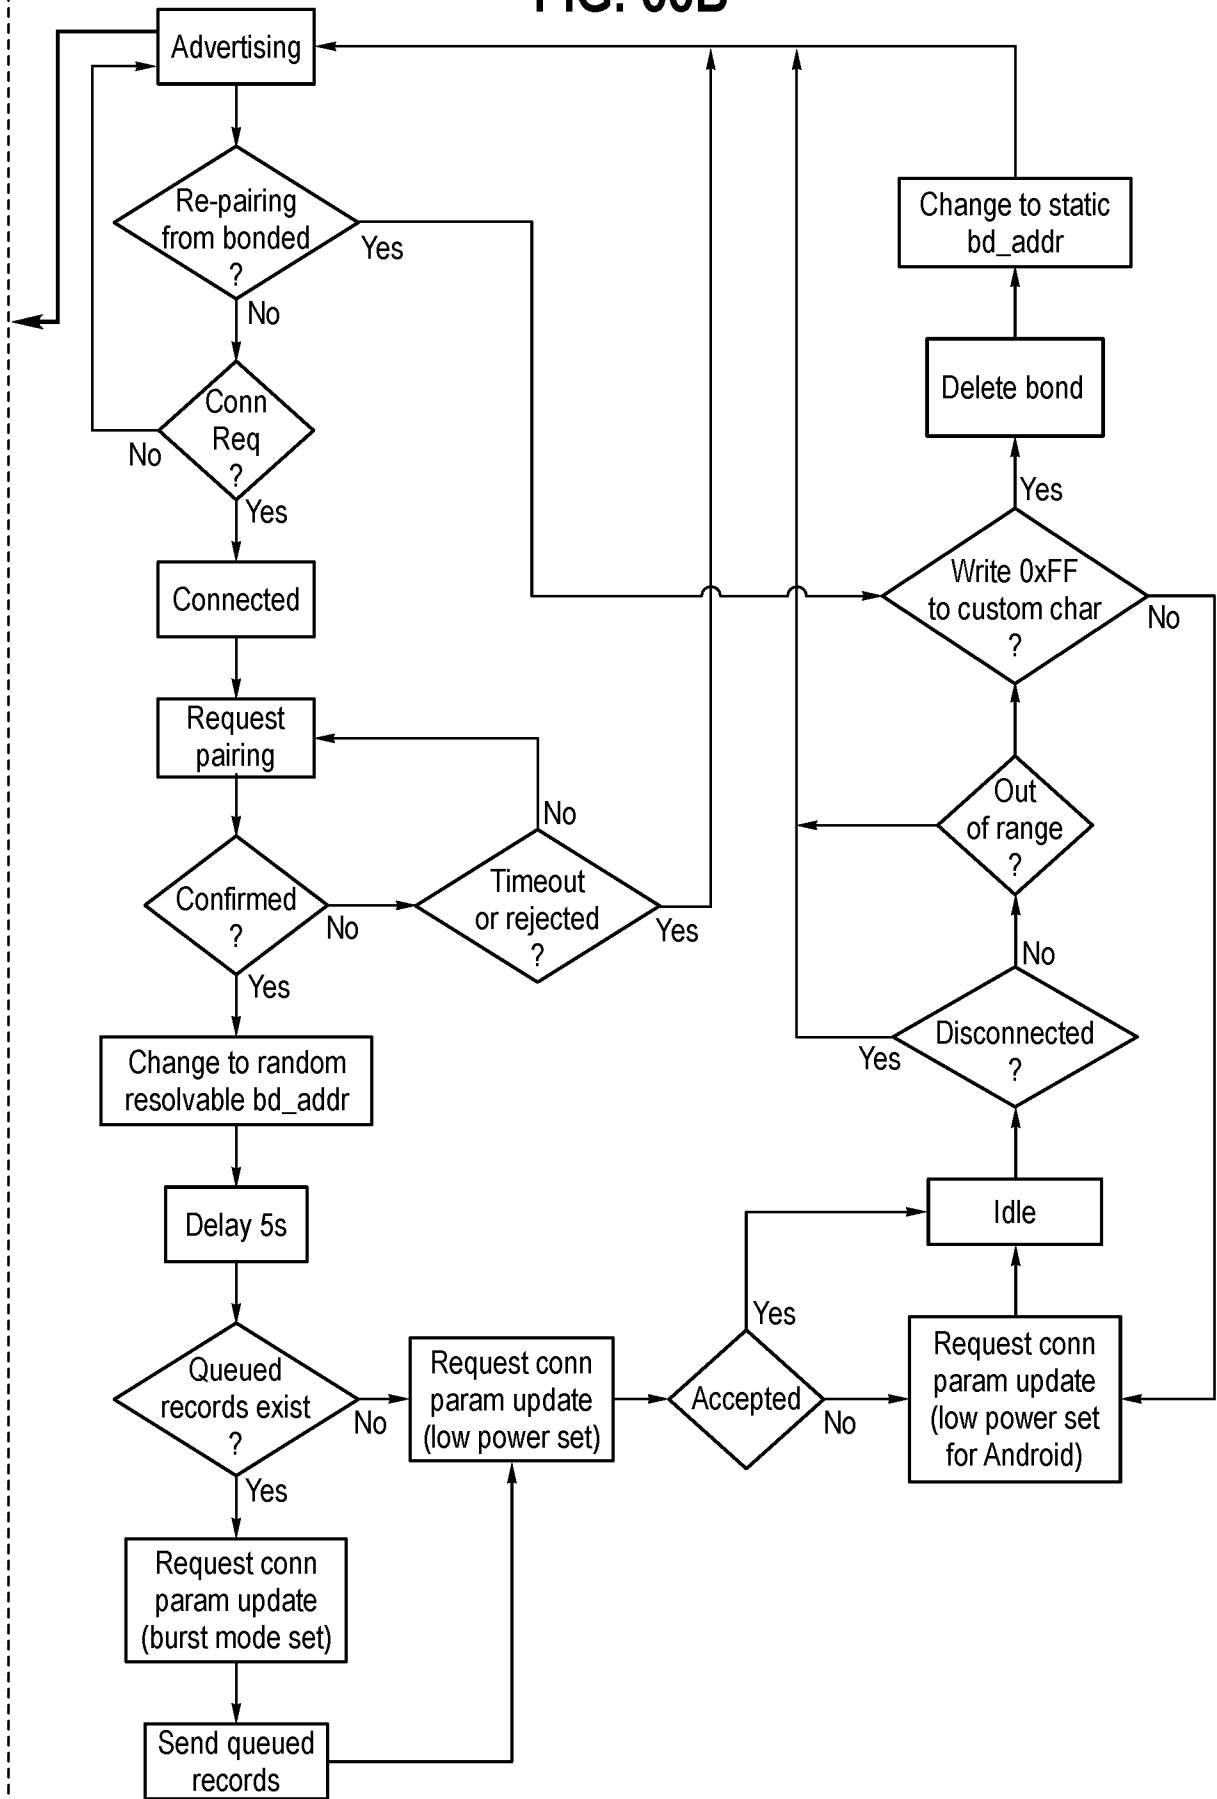 Advertising
Re-pairing
from bonded
?
Yes
No
Conn
Req
?
No
Yes
Connected
Request
pairing
Confirmed
?
No
Yes
Timeout
or rejected
?
No
Yes
Change to random
resolvable bd_addr
Delay 5s
Queued
records exist
?
No
Yes
Request conn
param update
(burst mode set)
Send queued
records
Request conn
param update
(low power set)
Accepted
Yes
No
Request conn
param update
(low power set
for Android)
Idle
Disconnected
?
Yes
No
Out
of range
?
Write 0xFF
to custom char
?
Yes
No
Delete bond
Change to static
bd_addr